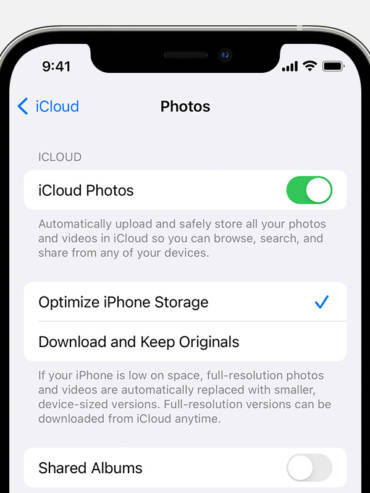 9:41
iCloud
Photos
ICLOUD
iCloud Photos
Automatically upload and safely store all your photos
and videos in iCloud so you can browse, search, and
share from any of your devices.
Optimize iPhone Storage
Download and Keep Originals
If your iPhone is low on space, full-resolution photos
and videos are automatically replaced with smaller,
device-sized versions. Full-resolution versions can be
downloaded from iCloud anytime.
Shared Albums